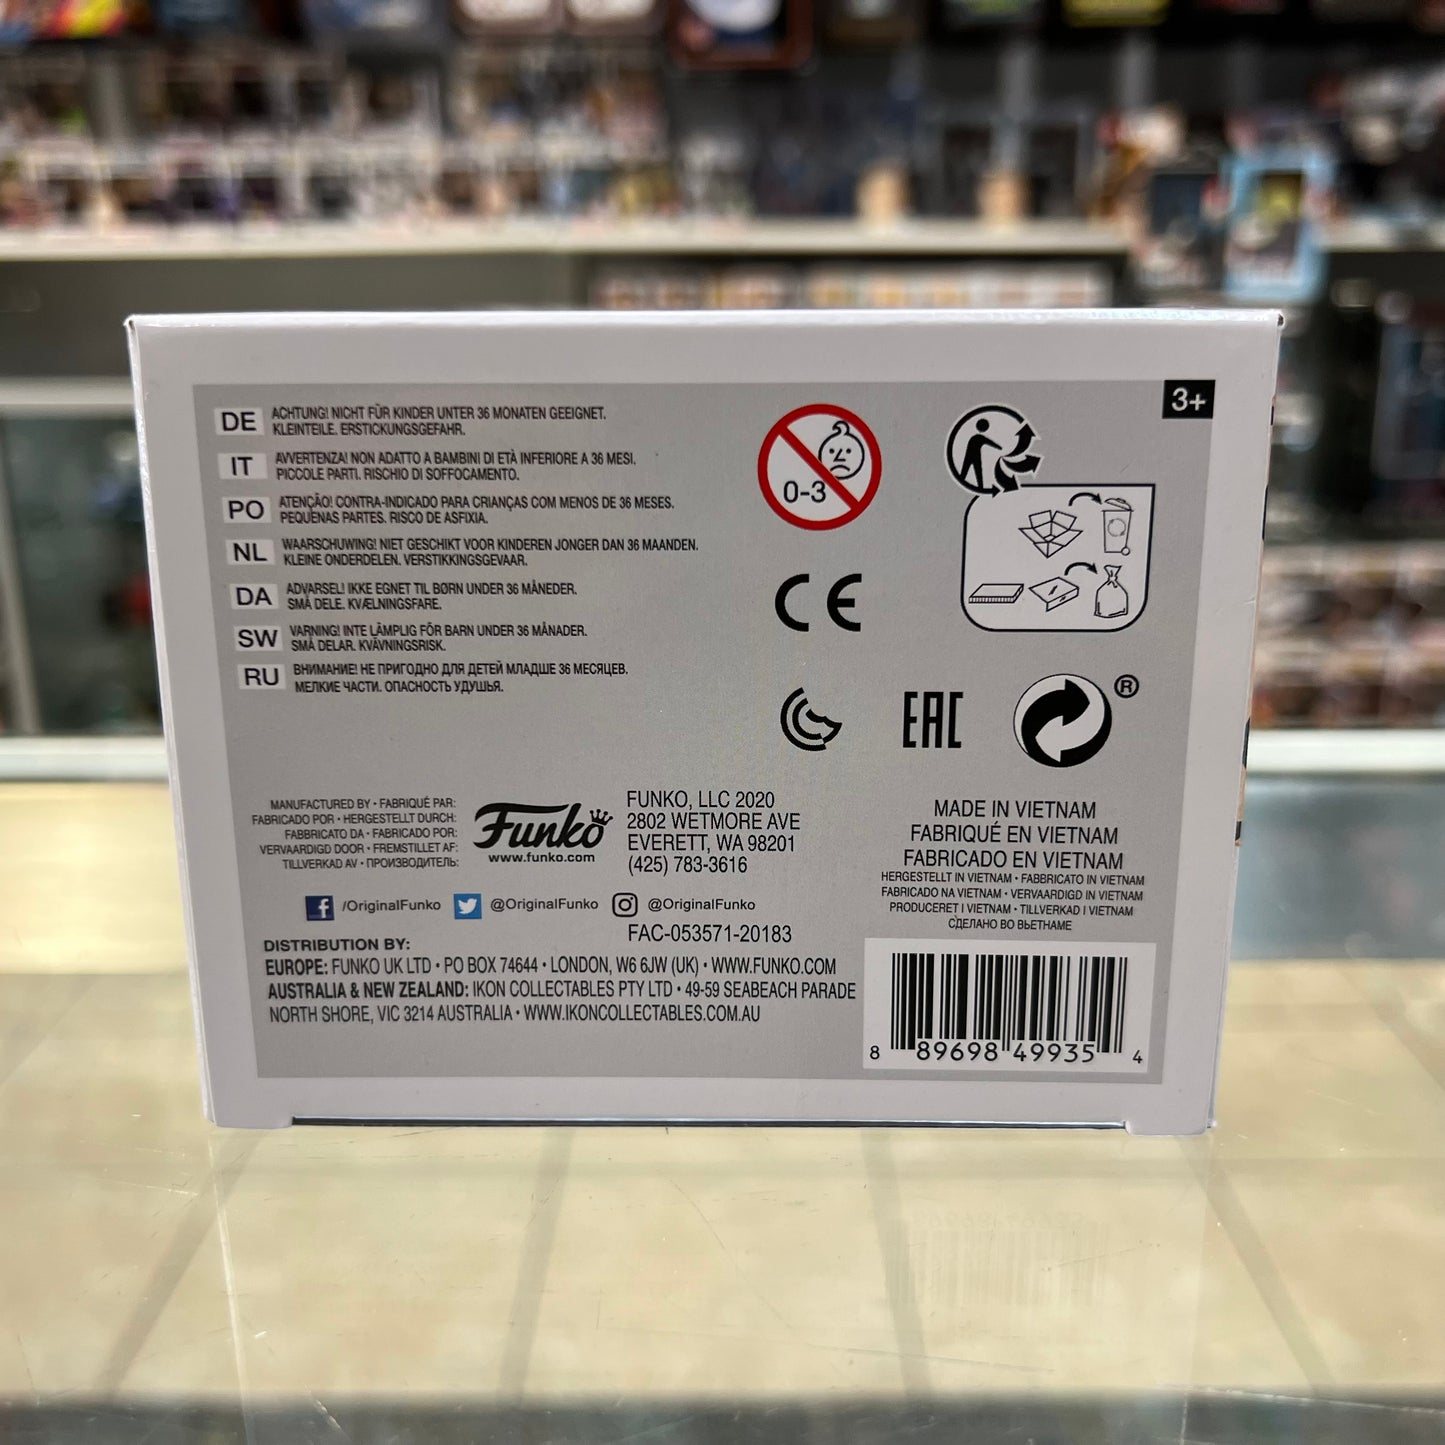 3+
DE ACHTUNG! NICHT FÜR KINDER UNTER 36 MONATEN GEEIGNET.
KLEINTEILE. ERSTICKUNGSGEFAHR.
IT AVVERTENZA! NON ADATTO A BAMBINI DI ETÀ INFERIORE A 36 MESI.
PICCOLE PARTI. RISCHIO DI SOFFOCAMENTO.
PO ATENÇÃO! CONTRA-INDICADO PARA CRIANÇAS COM MENOS DE 36 MESES.
PEQUENAS PARTES. RISCO DE ASFIXIA.
NL WAARSCHUWING! NIET GESCHIKT VOOR KINDEREN JONGER DAN 36 MAANDEN.
KLEINE ONDERDELEN. VERSTIKKINGSGEVAAR.
DA ADVARSEL! IKKE EGNET TIL BØRN UNDER 36 MÅNEDER.
SMÅ DELE. KVÆLNINGSFARE.
SW VARNING! INTE LÄMPLIG FÖR BARN UNDER 36 MÅNADER.
SMÅ DELAR. KVÄVNINGSRISK.
RU ВНИМАНИЕ! НЕ ПРИГОДНО ДЛЯ ДЕТЕЙ МЛАДШЕ 36 МЕСЯЦЕВ.
МЕЛКИЕ ЧАСТИ. ОПАСНОСТЬ УДУШЬЯ.
0-3
CE
EAC
®
MANUFACTURED BY • FABRIQUÉ PAR:
FABRICADO POR • HERGESTELLT DURCH:
FABBRICATO DA • FABRICADO POR:
VERVAARDIGD DOOR • FREMSTILLET AF:
TILLVERKAD AV • ПРОИЗВОДИТЕЛЬ:
Funko
www.funko.com
FUNKO, LLC 2020
2802 WETMORE AVE
EVERETT, WA 98201
(425) 783-3616
/OriginalFunko @OriginalFunko @OriginalFunko
FAC-053571-20183
DISTRIBUTION BY:
EUROPE: FUNKO UK LTD • PO BOX 74644 • LONDON, W6 6JW (UK) • WWW.FUNKO.COM
AUSTRALIA & NEW ZEALAND: IKON COLLECTABLES PTY LTD • 49-59 SEABEACH PARADE
NORTH SHORE, VIC 3214 AUSTRALIA • WWW.IKONCOLLECTABLES.COM.AU
MADE IN VIETNAM
FABRIQUÉ EN VIETNAM
FABRICADO EN VIETNAM
HERGESTELLT IN VIETNAM • FABBRICATO IN VIETNAM
FABRICADO NA VIETNAM • VERVAARDIGD IN VIETNAM
PRODUCERET I VIETNAM • TILLVERKAD I VIETNAM
СДЕЛАНО ВО ВЬЕТНАМЕ
8 89698 49935 4